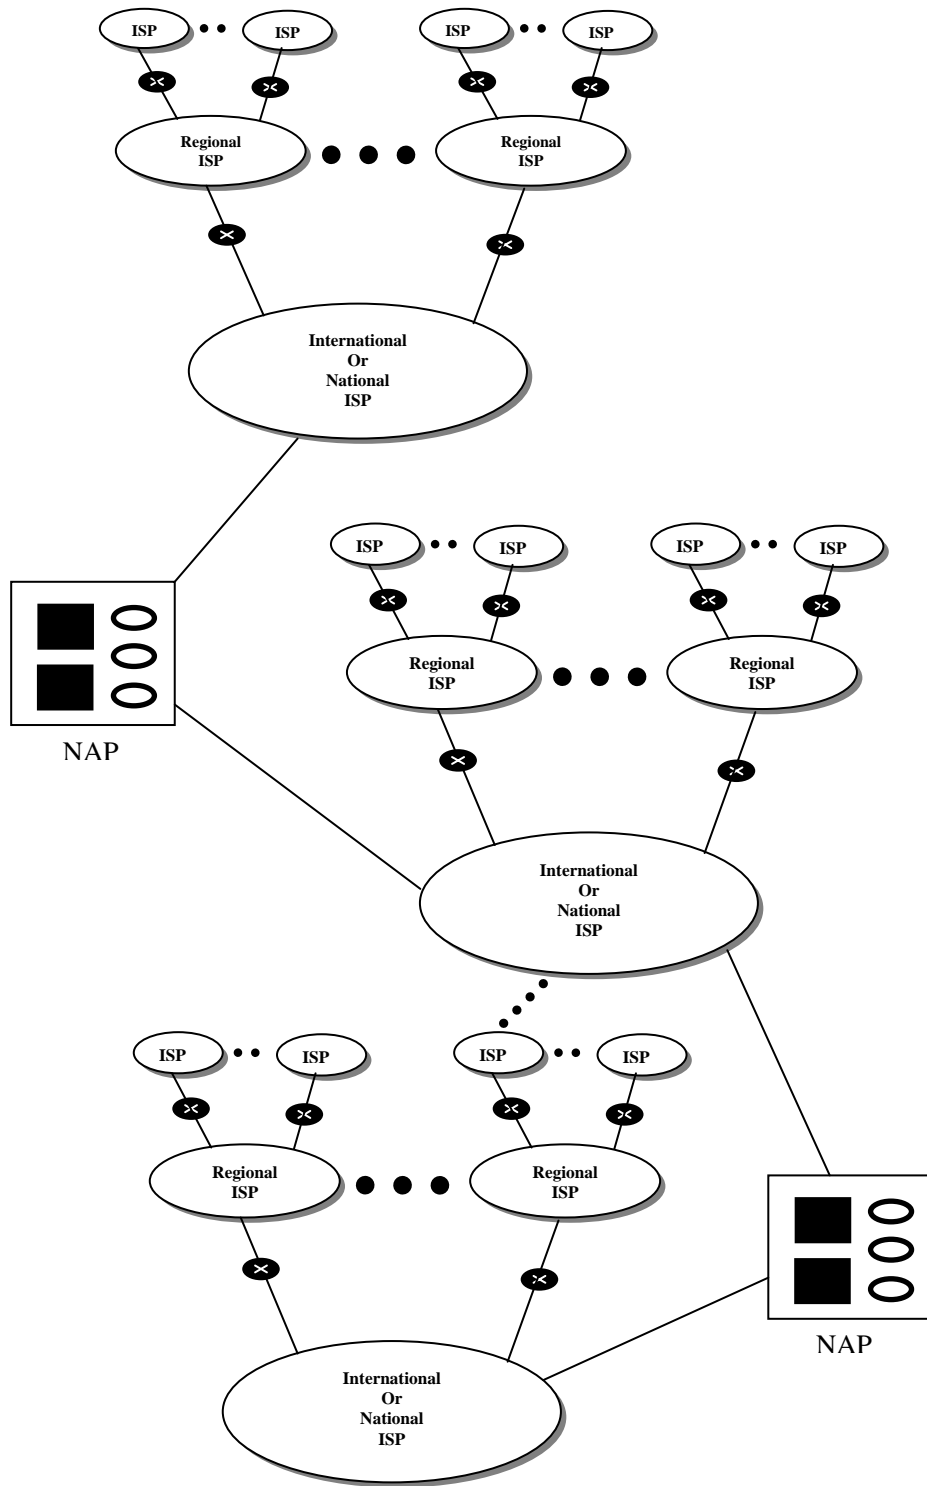 ISP
ISP
ISP
ISP
Regional
ISP
Regional
ISP
International
Or
National
ISP
ISP
ISP
ISP
ISP
Regional
ISP
Regional
ISP
NAP
International
Or
National
ISP
ISP
ISP
ISP
ISP
Regional
ISP
Regional
ISP
NAP
International
Or
National
ISP